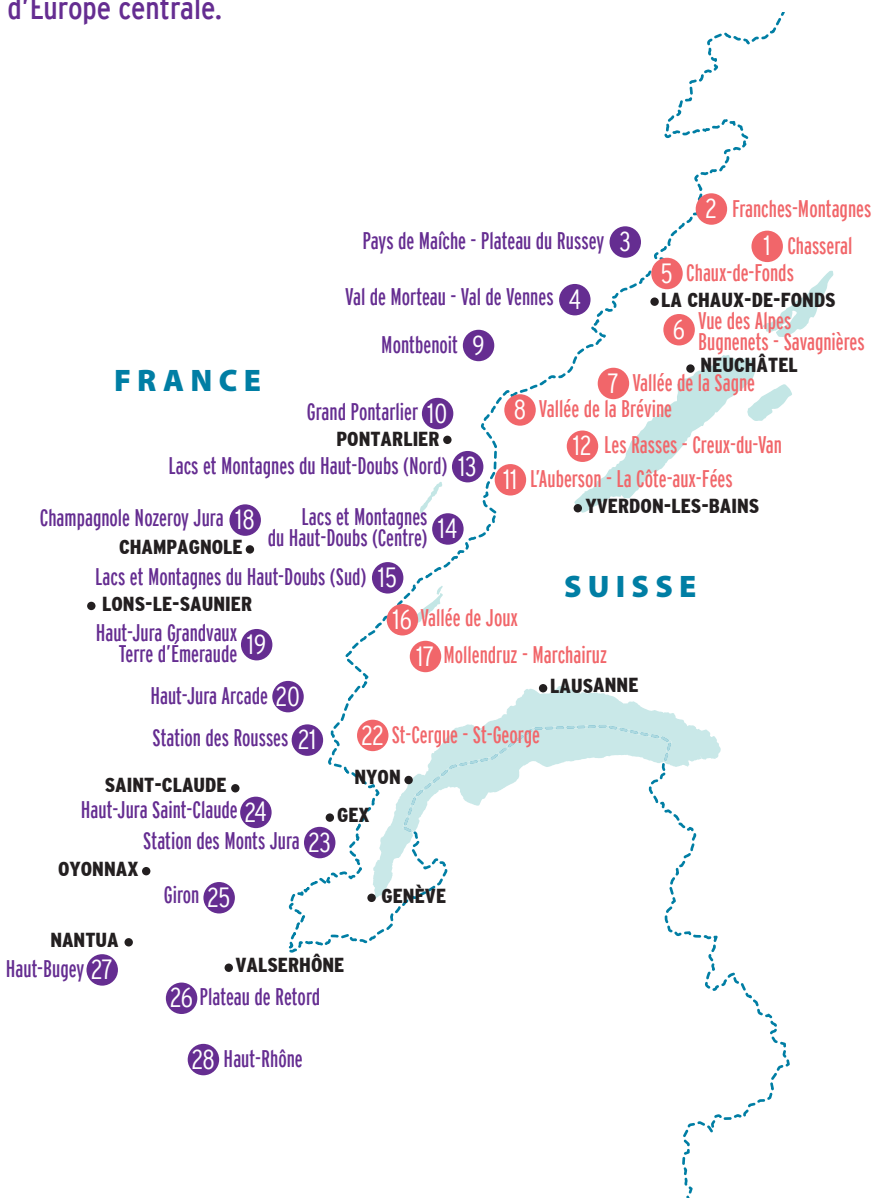 d'Europe centrale.
2 Franches-Montagnes
Pays de Maîche - Plateau du Russey 3
1 Chasseral
5 Chaux-de-Fonds
Val de Morteau - Val de Vennes 4
LA CHAUX-DE-FONDS
6 Vue des Alpes
Bugnenets - Savagnières
Montbenoit 9
NEUCHÂTEL
FRANCE
7 Vallée de la Sagne
Grand Pontarlier 10
8 Vallée de la Brévine
PONTARLIER
12 Les Rasses - Creux-du-Van
Lacs et Montagnes du Haut-Doubs (Nord) 13
11 L'Auberson - La Côte-aux-Fées
YVERDON-LES-BAINS
Champagnole Nozeroy Jura 18
Lacs et Montagnes
du Haut-Doubs (Centre) 14
CHAMPAGNOLE
Lacs et Montagnes du Haut-Doubs (Sud) 15
SUISSE
LONS-LE-SAUNIER
16 Vallée de Joux
Haut-Jura Grandvaux
Terre d'Émeraude 19
17 Mollendruz - Marchairuz
LAUSANNE
Haut-Jura Arcade 20
Station des Rousses 21
22 St-Cergue - St-George
NYON
SAINT-CLAUDE
Haut-Jura Saint-Claude 24
GEX
Station des Monts Jura 23
OYONNAX
Giron 25
GENÈVE
NANTUA
Haut-Bugey 27
VALSERHÔNE
26 Plateau de Retord
28 Haut-Rhône